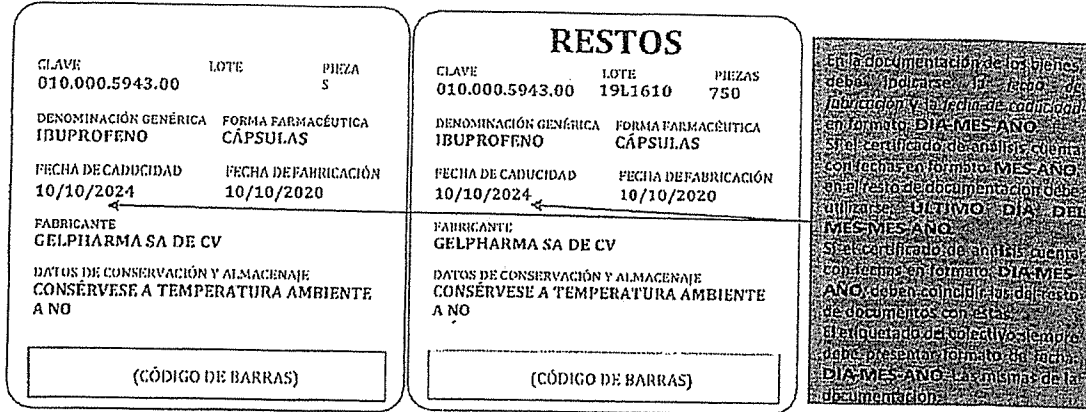 CLAVE LOTE PIEZA
010.000.5943.00 S
DENOMINACIÓN GENÉRICA FORMA FARMACÉUTICA
IBUPROFENO CÁPSULAS
FECHA DE CADUCIDAD FECHA DE FABRICACIÓN
10/10/2024 10/10/2020
FABRICANTE
GELPHARMA SA DE CV
DATOS DE CONSERVACIÓN Y ALMACENAJE
CONSÉRVESE A TEMPERATURA AMBIENTE
A NO
(CÓDIGO DE BARRAS)
RESTOS
CLAVE LOTE PIEZAS
010.000.5943.00 19L1610 750
DENOMINACIÓN GENÉRICA FORMA FARMACÉUTICA
IBUPROFENO CÁPSULAS
FECHA DE CADUCIDAD FECHA DE FABRICACIÓN
10/10/2024 10/10/2020
FABRICANTE
GELPHARMA SA DE CV
DATOS DE CONSERVACIÓN Y ALMACENAJE
CONSÉRVESE A TEMPERATURA AMBIENTE
A NO
(CÓDIGO DE BARRAS)
En la documentación de los bienes,
debe indicarse la fecha de
fabricación y la fecha de caducidad
en formato DIA-MES-AÑO
Si el certificado de análisis cuenta
con fechas en formato MES-AÑO,
en el resto de documentación debe
utilizarse ULTIMO DIA DEL
MES-MES-AÑO.
Si el certificado de análisis cuenta
con fechas en formato DIA-MES-
AÑO, deben coincidir las del resto
de documentos con estas.
El etiquetado del colectivo siempre
debe presentar formato de fecha
DIA-MES-AÑO. Las mismas de la
documentación.